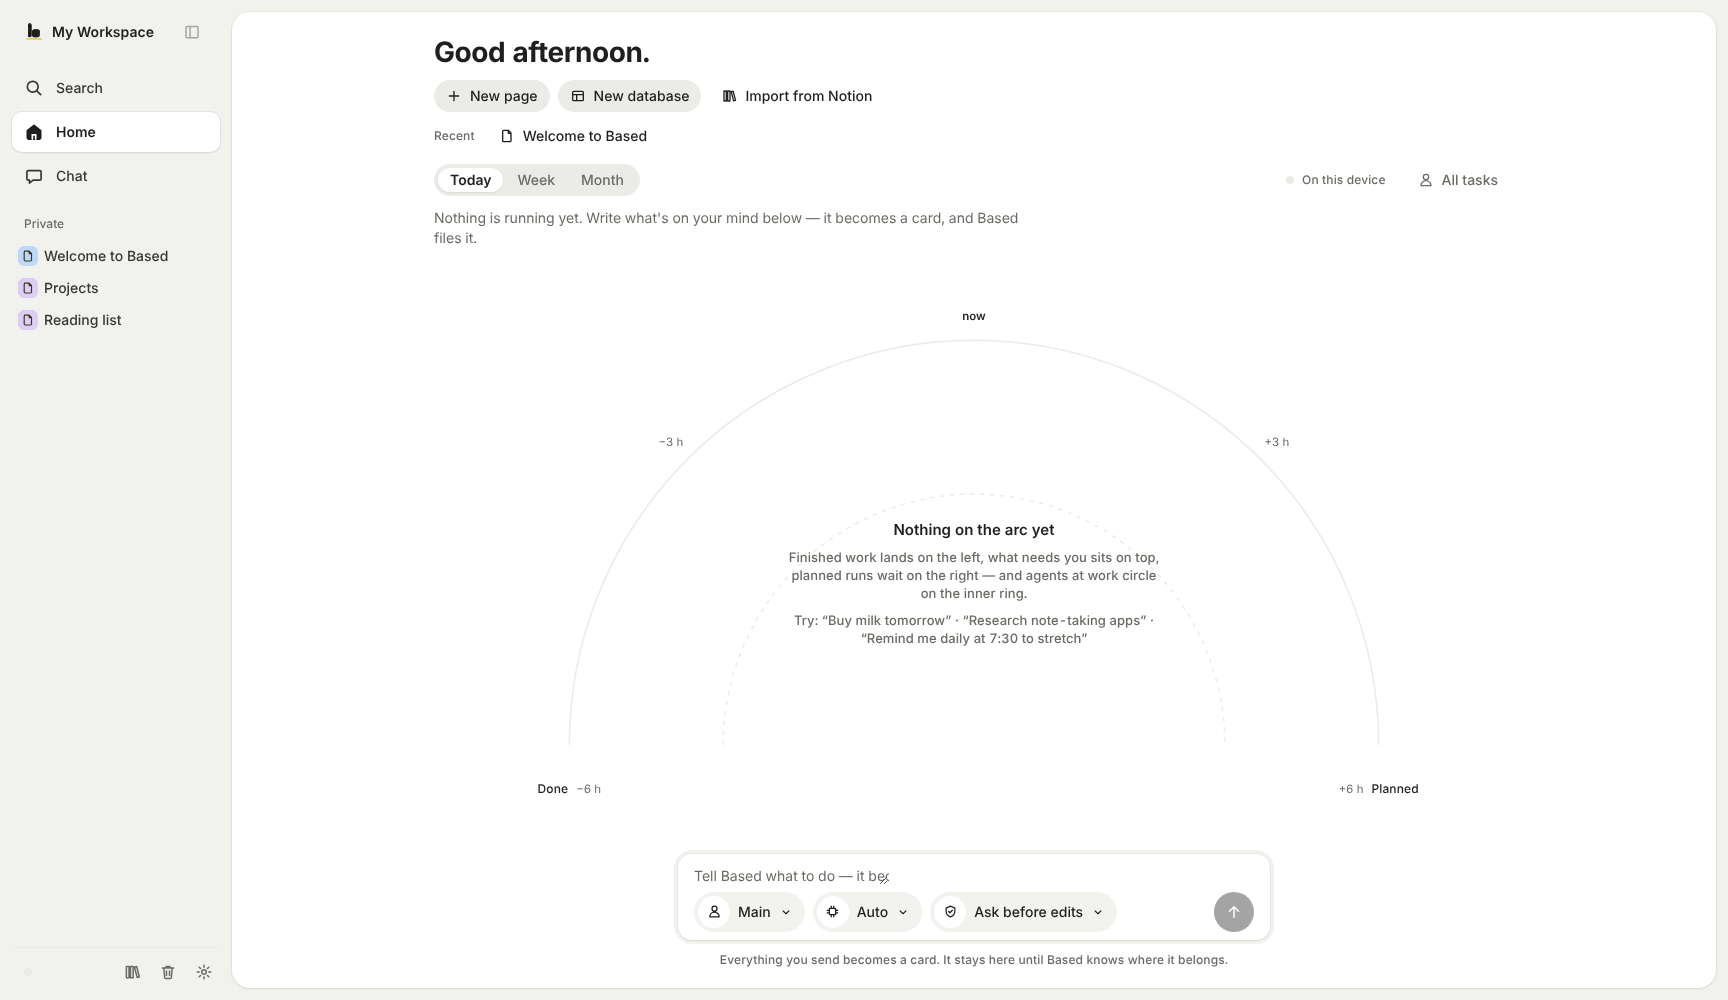 My Workspace
Search
Home
Chat
Private
Welcome to Based
Projects
Reading list
Good afternoon.
New page
New database
Import from Notion
Recent
Welcome to Based
Today
Week
Month
On this device
All tasks
Nothing is running yet. Write what's on your mind below — it becomes a card, and Based
files it.
now
−3 h
+3 h
Nothing on the arc yet
Finished work lands on the left, what needs you sits on top,
planned runs wait on the right — and agents at work circle
on the inner ring.
Try: “Buy milk tomorrow” · “Research note-taking apps” ·
“Remind me daily at 7:30 to stretch”
Done −6 h
+6 h Planned
Tell Based what to do — it
Main
Auto
Ask before edits
Everything you send becomes a card. It stays here until Based knows where it belongs.